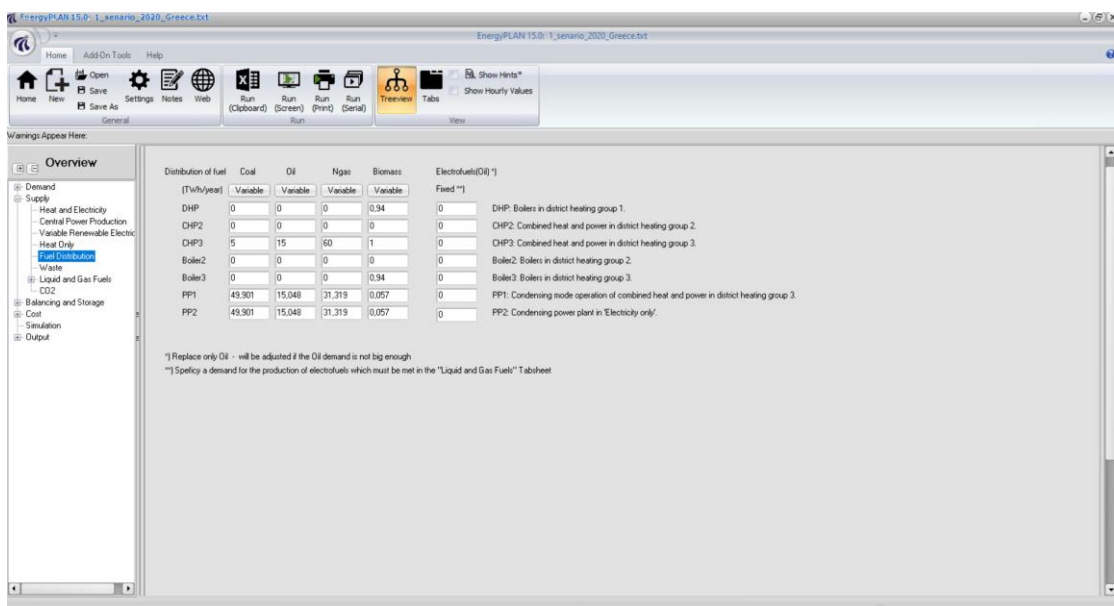 EnergyPLAN 15.0: 1_senario_2020_Greece.txt
EnergyPLAN 15.0: 1_senario_2020_Greece.txt
Home Add-On Tools Help
Home New Open Save Save As Settings Notes Web Run (Clipboard) Run (Screen) Run (Print) Run (Serial) Treeview Tabs Show Hints* Show Hourly Values
General Run View
Warnings Appear Here:
Overview
Demand
Supply
Heat and Electricity
Central Power Production
Variable Renewable Electric
Heat Only
Fuel Distribution
Waste
Liquid and Gas Fuels
CO2
Balancing and Storage
Cost
Simulation
Output
Distribution of fuel Coal Oil Ngas Biomass Electrofuels(Oil) *)
(TWh/year) Variable Variable Variable Variable Fixed **)
DHP 0 0 0 0,94 0 DHP: Boilers in district heating group 1.
CHP2 0 0 0 0 0 CHP2: Combined heat and power in district heating group 2.
CHP3 5 15 60 1 0 CHP3: Combined heat and power in district heating group 3.
Boiler2 0 0 0 0 0 Boiler2: Boilers in district heating group 2.
Boiler3 0 0 0 0,94 0 Boiler3: Boilers in district heating group 3.
PP1 49,901 15,048 31,319 0,057 0 PP1: Condensing mode operation of combined heat and power in district heating group 3.
PP2 49,901 15,048 31,319 0,057 0 PP2: Condensing power plant in 'Electricity only'.
*) Replace only Oil - will be adjusted if the Oil demand is not big enough
**) Speficy a demand for the production of electrofuels which must be met in the "Liquid and Gas Fuels" Tabsheet